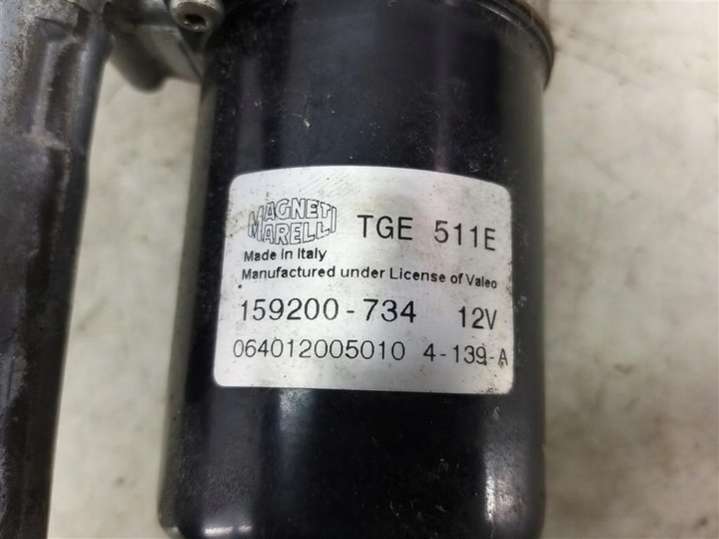 MAGNETI
MARELLI
TGE 511E
Made in Italy
Manufactured under License of Valeo
159200-734 12V
064012005010 4-139-A